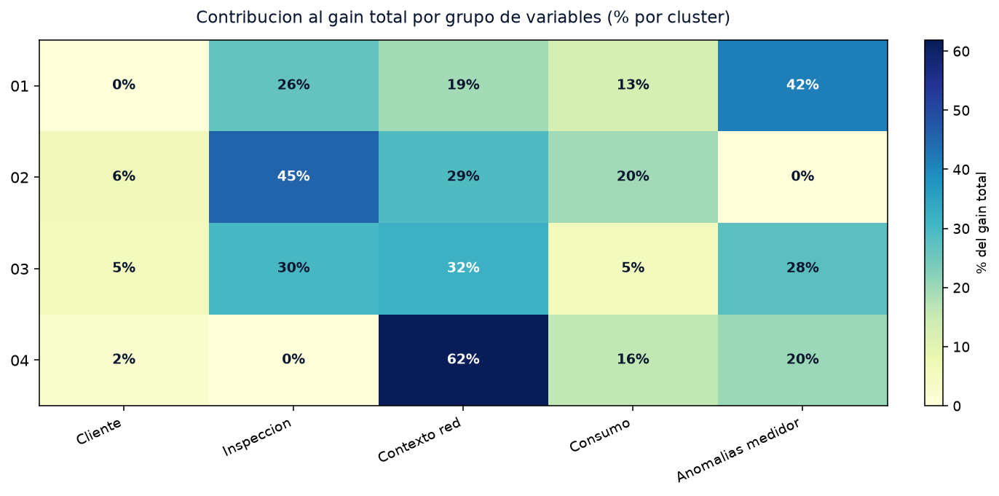 Contribucion al gain total por grupo de variables (% por cluster)
01 0% 26% 19% 13% 42%
02 6% 45% 29% 20% 0%
03 5% 30% 32% 5% 28%
04 2% 0% 62% 16% 20%
Cliente Inspeccion Contexto red Consumo Anomalias medidor
60
50
40
30
20
10
0
% del gain total